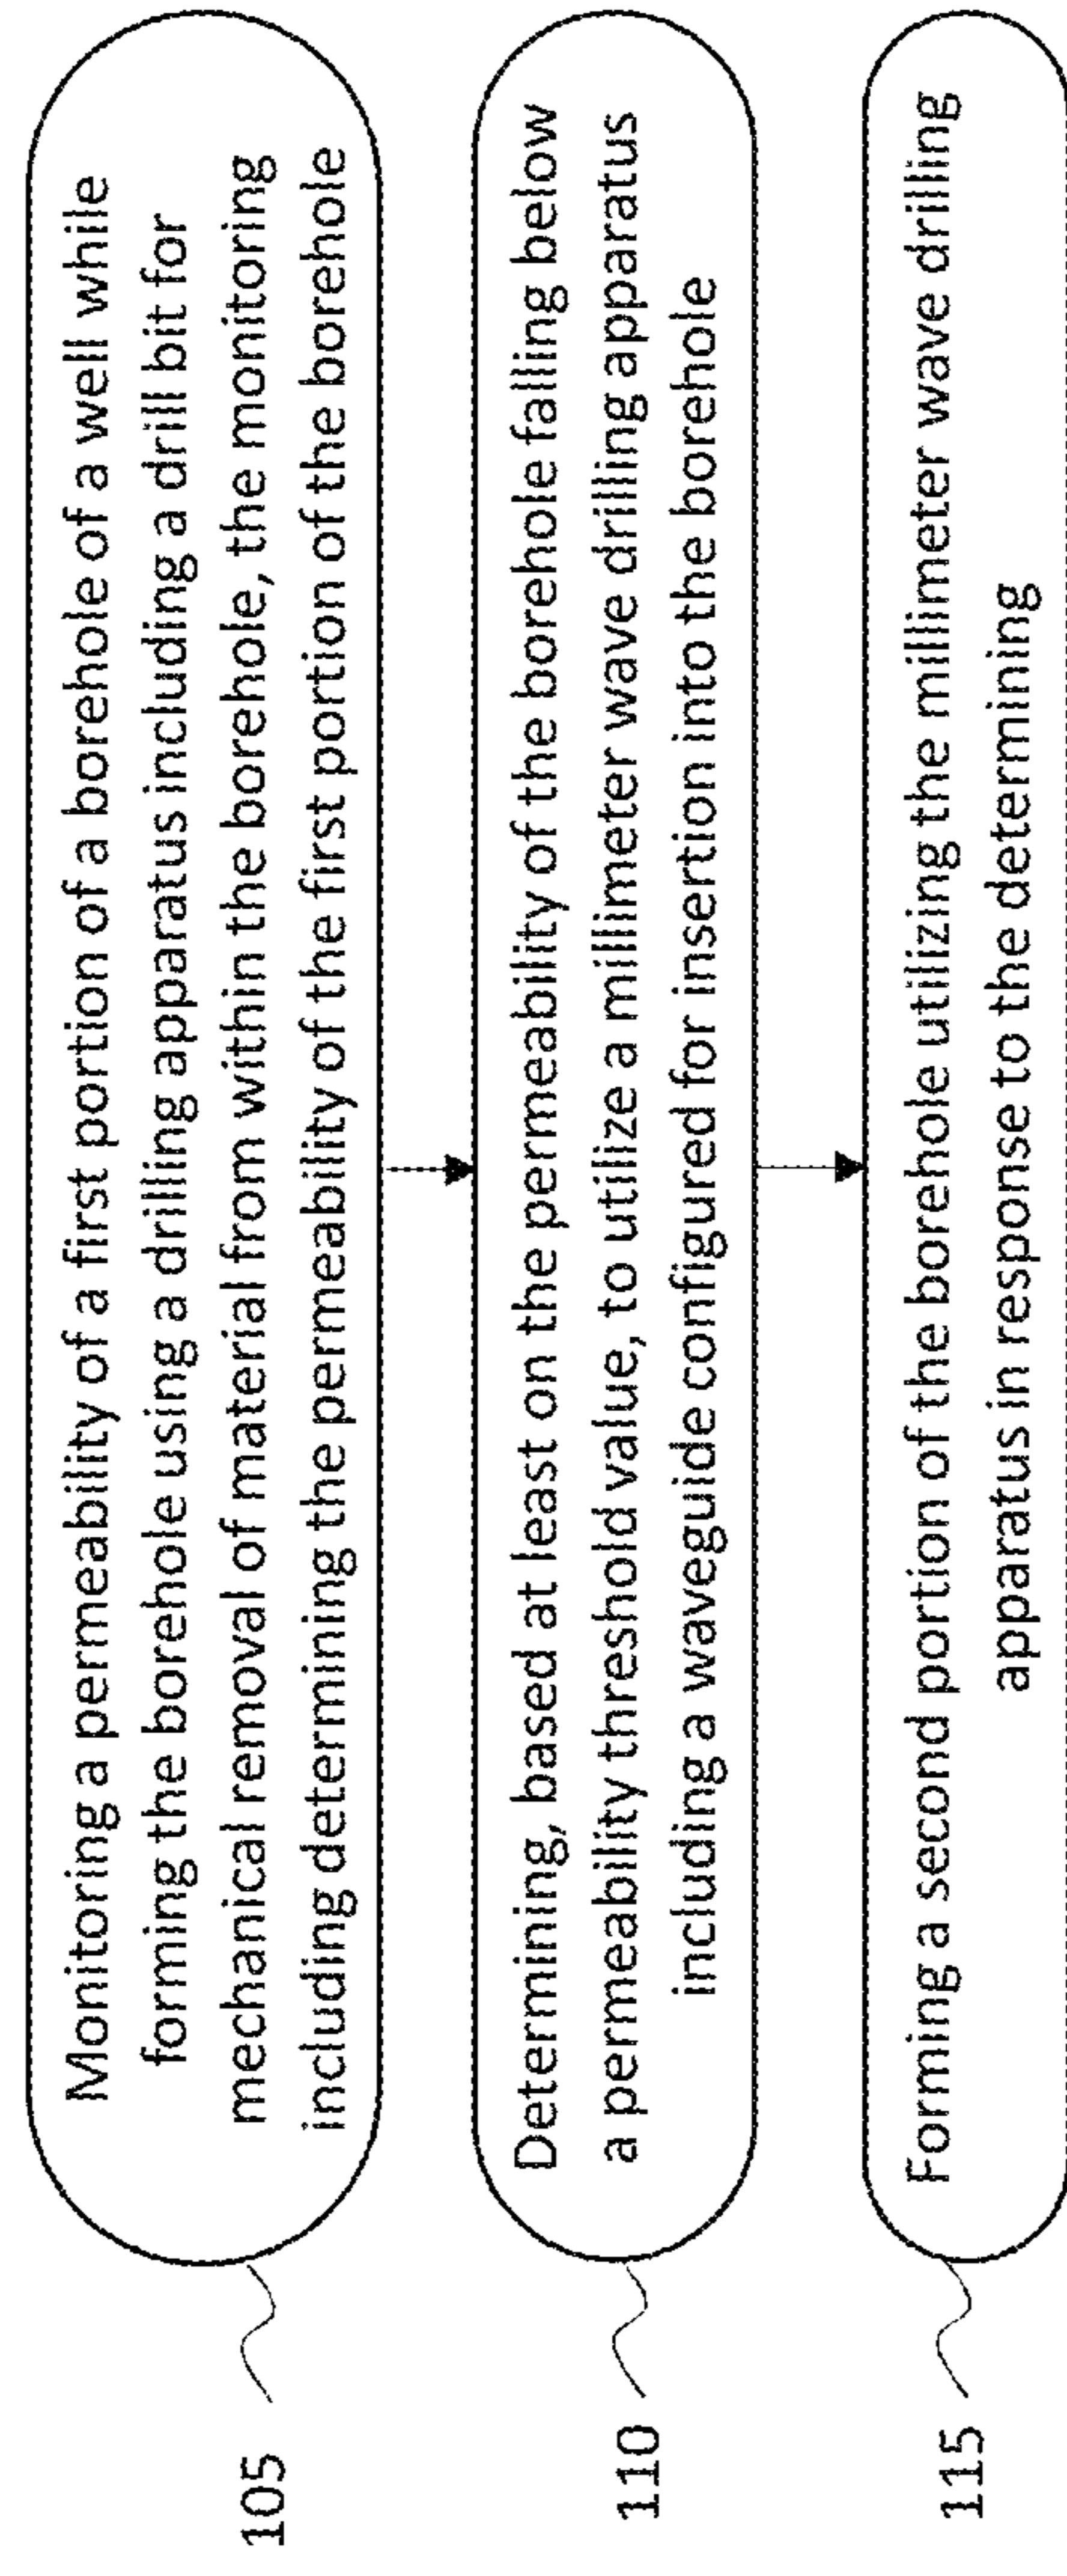 105
Monitoring a permeability of a first portion of a borehole of a well while
forming the borehole using a drilling apparatus including a drill bit for
mechanical removal of material from within the borehole, the monitoring
including determining the permeability of the first portion of the borehole
110
Determining, based at least on the permeability of the borehole falling below
a permeability threshold value, to utilize a millimeter wave drilling apparatus
including a waveguide configured for insertion into the borehole
115
Forming a second portion of the borehole utilizing the millimeter wave drilling
apparatus in response to the determining